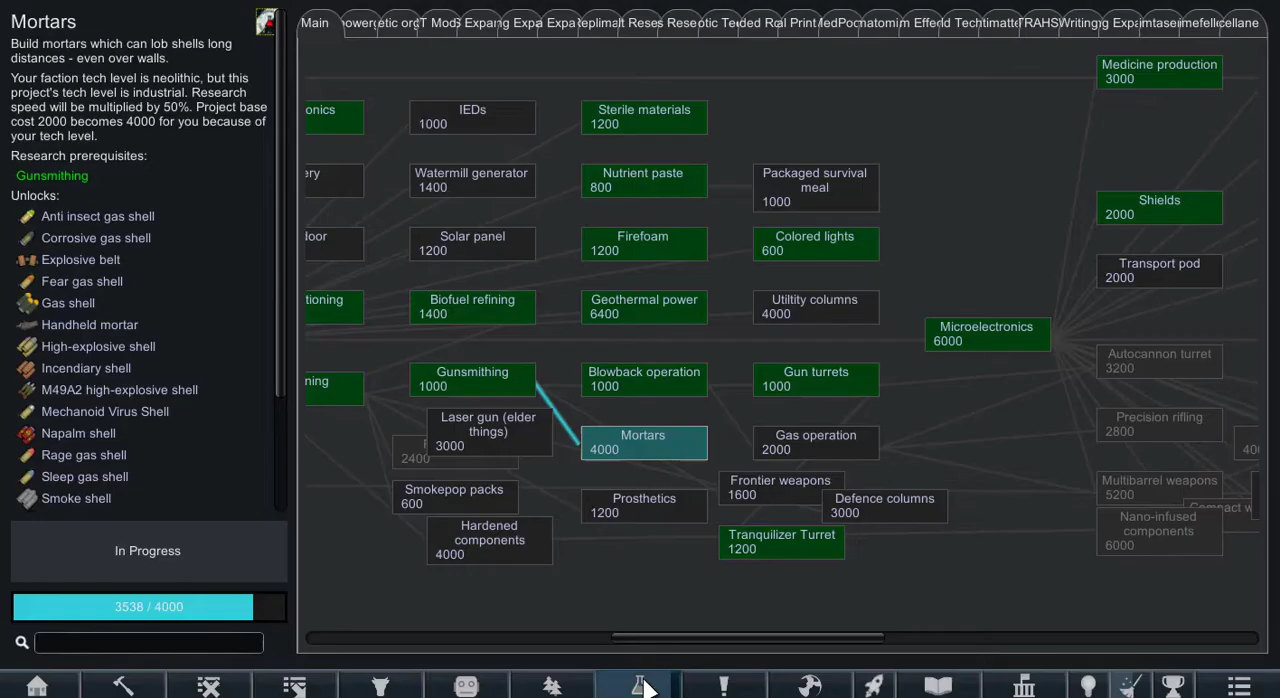 Mortars
Build mortars which can lob shells long
distances - even over walls.
Your faction tech level is neolithic, but this
project's tech level is industrial. Research
speed will be multiplied by 50%. Project base
cost 2000 becomes 4000 for you because of
your tech level.
Research prerequisites:
Gunsmithing
Unlocks:
Anti insect gas shell
Corrosive gas shell
Explosive belt
Fear gas shell
Gas shell
Handheld mortar
High-explosive shell
Incendiary shell
M49A2 high-explosive shell
Mechanoid Virus Shell
Napalm shell
Rage gas shell
Sleep gas shell
Smoke shell
In Progress
3538 / 4000
Main
Medicine production
3000
onics
IEDs
1000
Sterile materials
1200
ery
Watermill generator
1400
Nutrient paste
800
Packaged survival
meal
1000
Shields
2000
door
Solar panel
1200
Firefoam
1200
Colored lights
600
Transport pod
2000
tioning
Biofuel refining
1400
Geothermal power
6400
Utiltity columns
4000
Microelectronics
6000
Autocannon turret
3200
ning
Gunsmithing
1000
Blowback operation
1000
Gun turrets
1000
Laser gun (elder
things)
3000
2400
Mortars
4000
Gas operation
2000
Precision rifling
2800
Smokepop packs
600
Prosthetics
1200
Frontier weapons
1600
Defence columns
3000
Multibarrel weapons
5200
Compact w
Hardened
components
4000
Tranquilizer Turret
1200
Nano-infused
components
6000